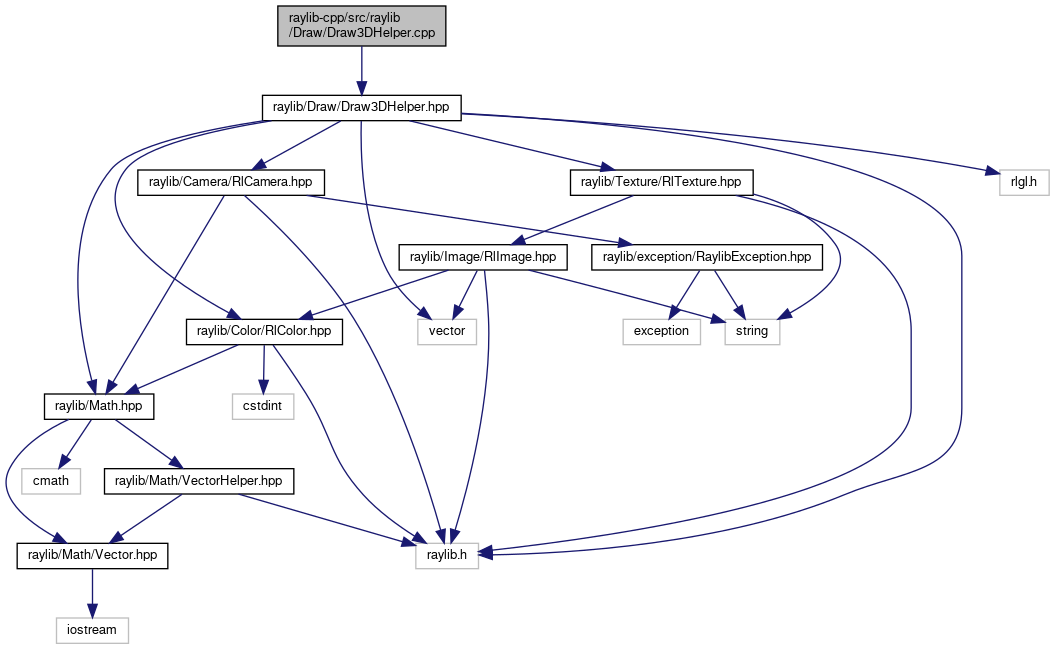 raylib-cpp/src/raylib
/Draw/Draw3DHelper.cpp
raylib/Draw/Draw3DHelper.hpp
raylib/Camera/RlCamera.hpp
raylib/Texture/RlTexture.hpp
rlgl.h
raylib/Image/RlImage.hpp
raylib/exception/RaylibException.hpp
raylib/Color/RlColor.hpp
vector
exception
string
raylib/Math.hpp
cstdint
cmath
raylib/Math/VectorHelper.hpp
raylib/Math/Vector.hpp
raylib.h
iostream